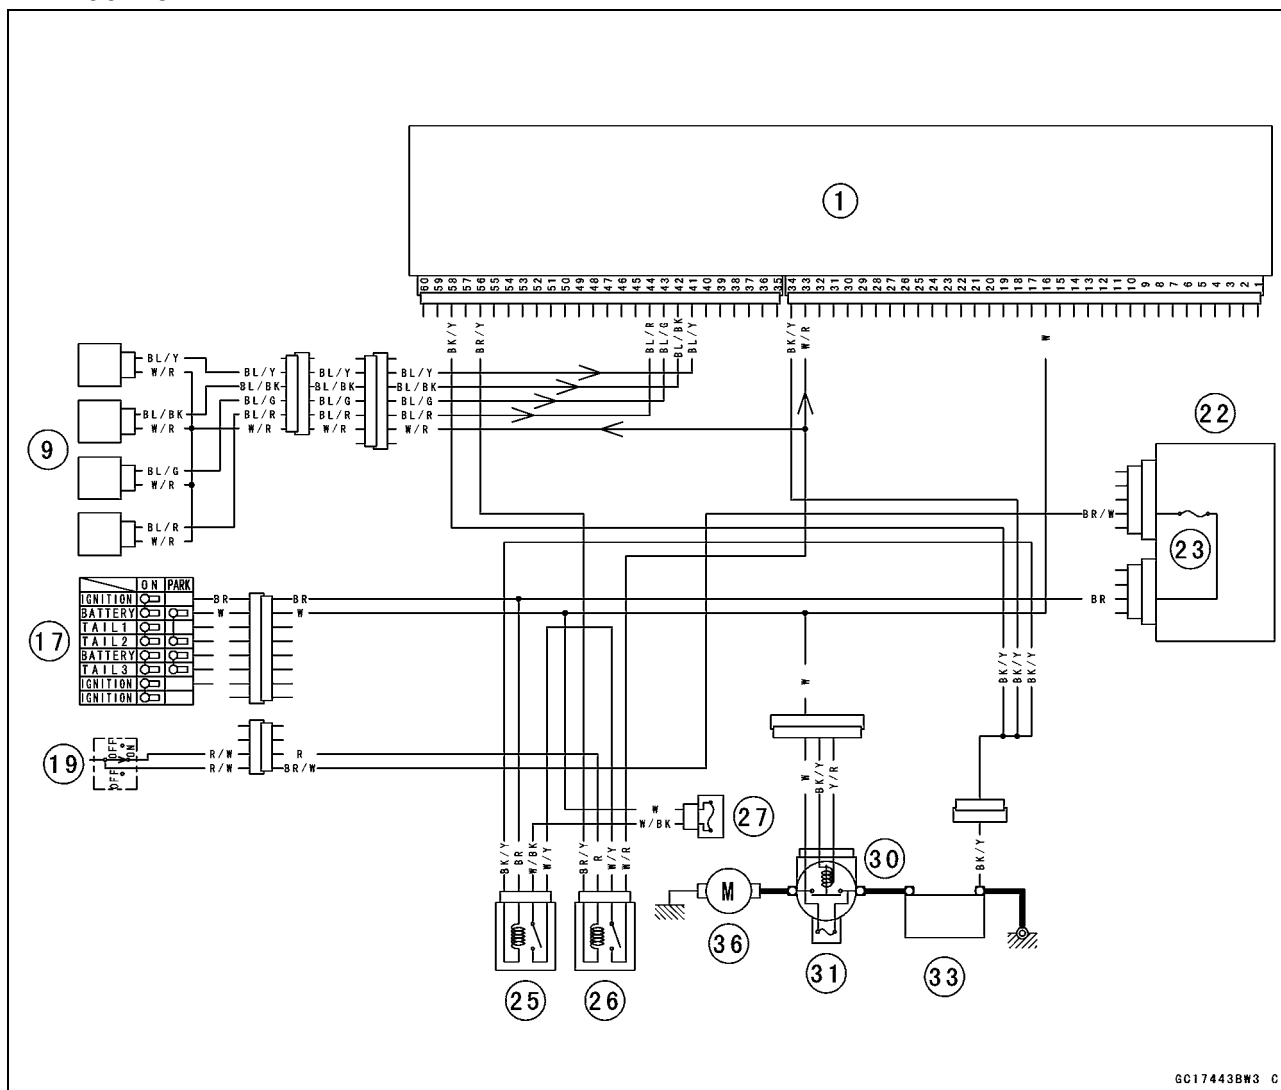 1
60 59 58 57 56 55 54 53 52 51 50 49 48 47 46 45 44 43 42 41 40 39 38 37 36 35 34 33 32 31 30 29 28 27 26 25 24 23 22 21 20 19 18 17 16 15 14 13 12 11 10 9 8 7 6 5 4 3 2 1
BK/Y BR/Y BL/R BL/G BL/BK BL/Y BK/Y W/R W
BL/Y
W/R BL/Y BL/Y BL/Y
BL/BK BL/BK BL/BK
BL/BK BL/G BL/G BL/G
W/R BL/R BL/R BL/R
W/R W/R W/R
9
BL/G
W/R
BL/R
W/R
22
BR/W
23
ON PARK
IGNITION BR BR BR
BATTERY W W
TAIL1
TAIL2
BATTERY
TAIL3
IGNITION
IGNITION
17
BK/Y BK/Y BK/Y
W
19
OFF ON
OFF
R/W R
R/W BR/W
W BK/Y Y/R
W
W/BK
27
BK/Y BR W/BK W/Y BR/Y R W/Y W/R
BK/Y
30
M
36
31
33
25
26
GC17443BW3 C